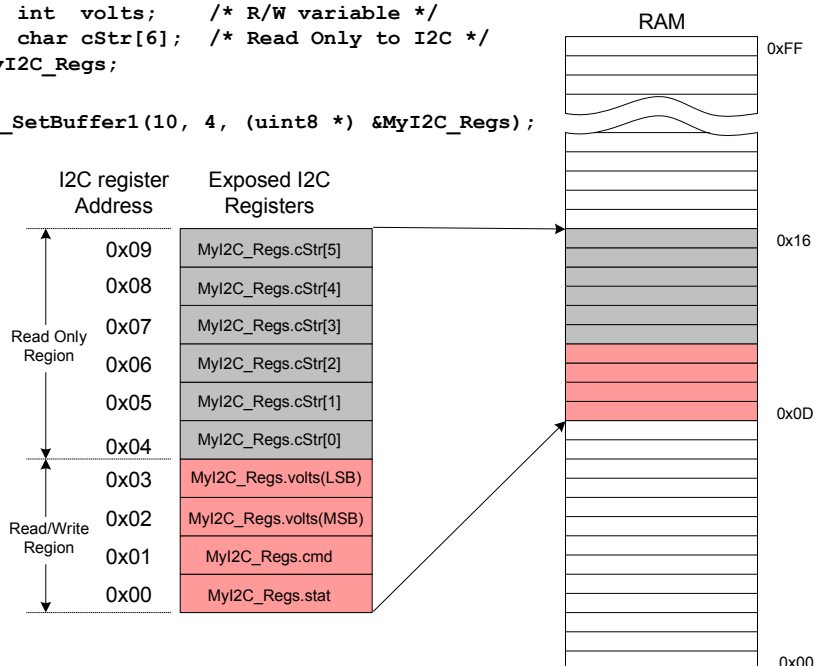 int volts; /* R/W variable */
char cStr[6]; /* Read Only to I2C */
yI2C_Regs;
_SetBuffer1(10, 4, (uint8 *) &MyI2C_Regs);
RAM
0xFF
0x16
0x0D
0x00
I2C register
Address
Exposed I2C
Registers
0x09 MyI2C_Regs.cStr[5]
0x08 MyI2C_Regs.cStr[4]
0x07 MyI2C_Regs.cStr[3]
0x06 MyI2C_Regs.cStr[2]
0x05 MyI2C_Regs.cStr[1]
0x04 MyI2C_Regs.cStr[0]
0x03 MyI2C_Regs.volts(LSB)
0x02 MyI2C_Regs.volts(MSB)
0x01 MyI2C_Regs.cmd
0x00 MyI2C_Regs.stat
Read Only
Region
Read/Write
Region